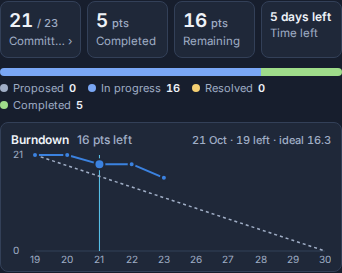 21 / 23
Committ... ›
5 pts
Completed
16 pts
Remaining
5 days left
Time left
Proposed 0 In progress 16 Resolved 0
Completed 5
Burndown 16 pts left 21 Oct · 19 left · ideal 16.3
21
0
19 20 21 22 23 26 27 28 29 30